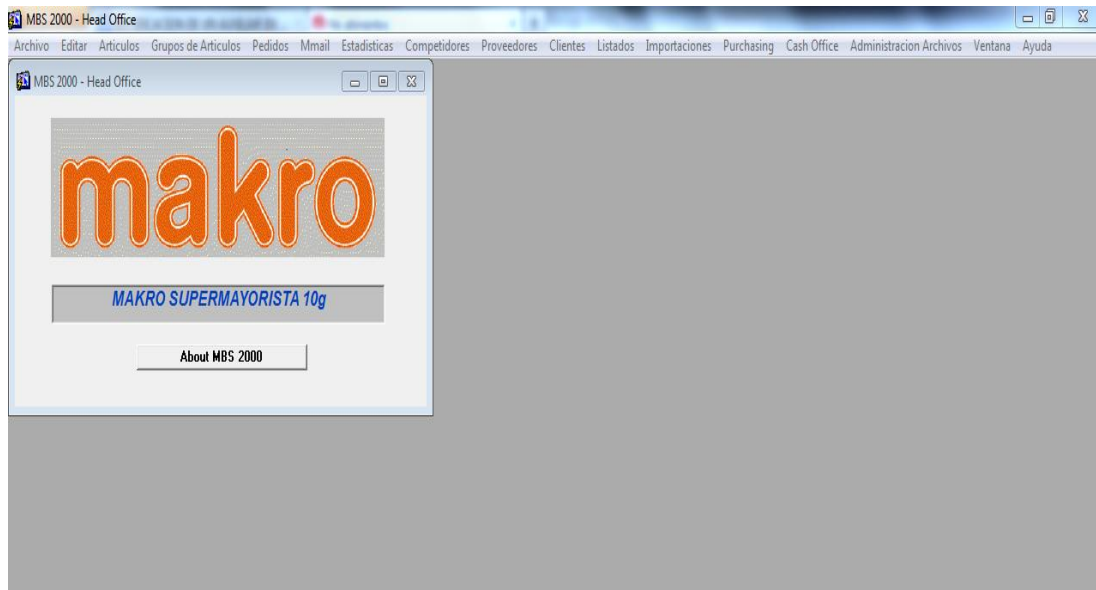 MBS 2000 - Head Office
Archivo Editar Articulos Grupos de Articulos Pedidos Mmail Estadisticas Competidores Proveedores Clientes Listados Importaciones Purchasing Cash Office Administracion Archivos Ventana Ayuda
MBS 2000 - Head Office
makro
MAKRO SUPERMAYORISTA 10g
About MBS 2000